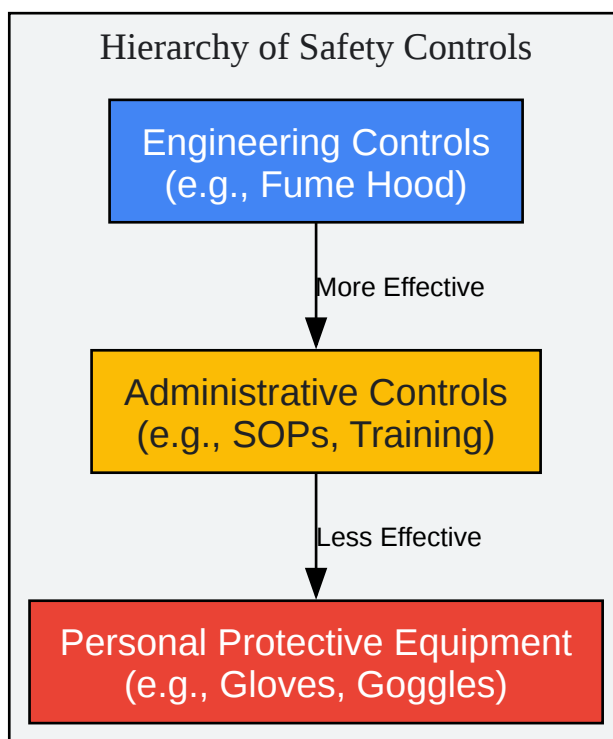 Hierarchy of Safety Controls
Engineering Controls
(e.g., Fume Hood)
More Effective
Administrative Controls
(e.g., SOPs, Training)
Less Effective
Personal Protective Equipment
(e.g., Gloves, Goggles)